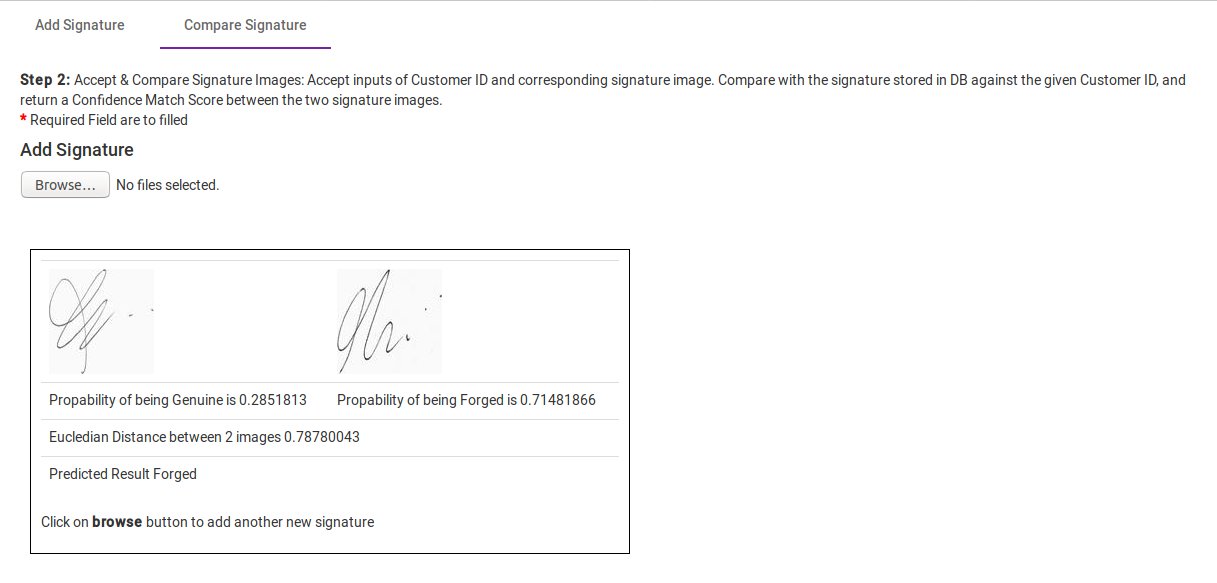 Add Signature Compare Signature
Step 2: Accept & Compare Signature Images: Accept inputs of Customer ID and corresponding signature image. Compare with the signature stored in DB against the given Customer ID, and
return a Confidence Match Score between the two signature images.
* Required Field are to filled
Add Signature
Browse... No files selected.
Propability of being Genuine is 0.2851813 Propability of being Forged is 0.71481866
Eucledian Distance between 2 images 0.78780043
Predicted Result Forged
Click on browse button to add another new signature